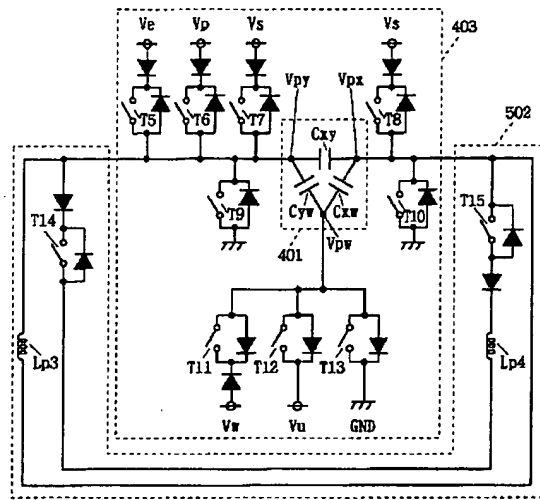 Ve Vp Vs Vs 403
Vpy Vpx
T5 T6 T7 T8
Cxy
502
T14 T9 Cyw Cxw T10 T15
401 Vpw
Lp3 T11 T12 T13 Lp4
Vw Vu GND